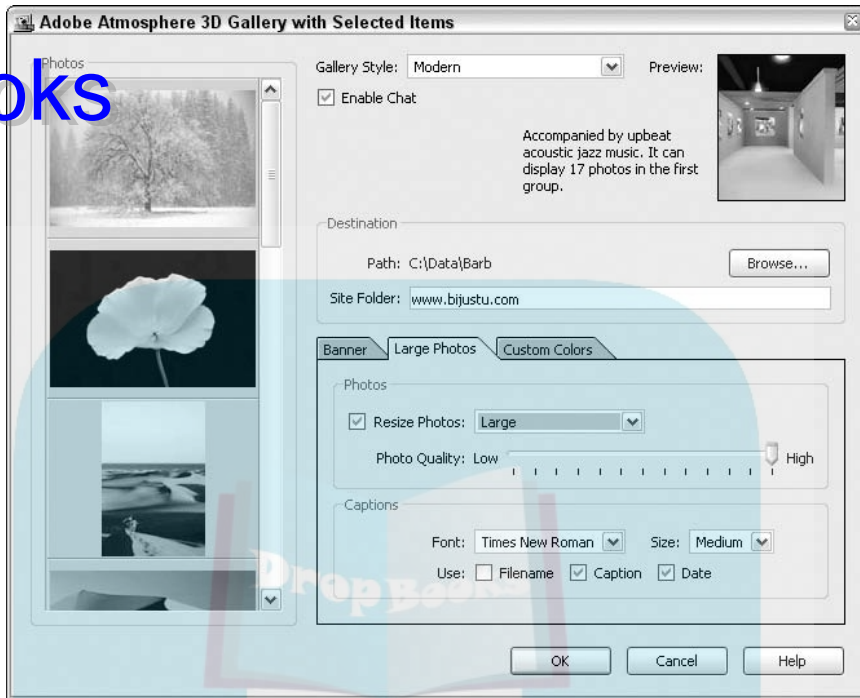 Adobe Atmosphere 3D Gallery with Selected Items
oks
Photos
Gallery Style: Modern
Preview:
Enable Chat
Accompanied by upbeat
acoustic jazz music. It can
display 17 photos in the first
group.
Destination
Path: C:\Data\Barb
Browse...
Site Folder: www.bijustu.com
Banner Large Photos Custom Colors
Photos
Resize Photos: Large
Photo Quality: Low High
Captions
Font: Times New Roman Size: Medium
Use: Filename Caption Date
DropBooks
OK Cancel Help